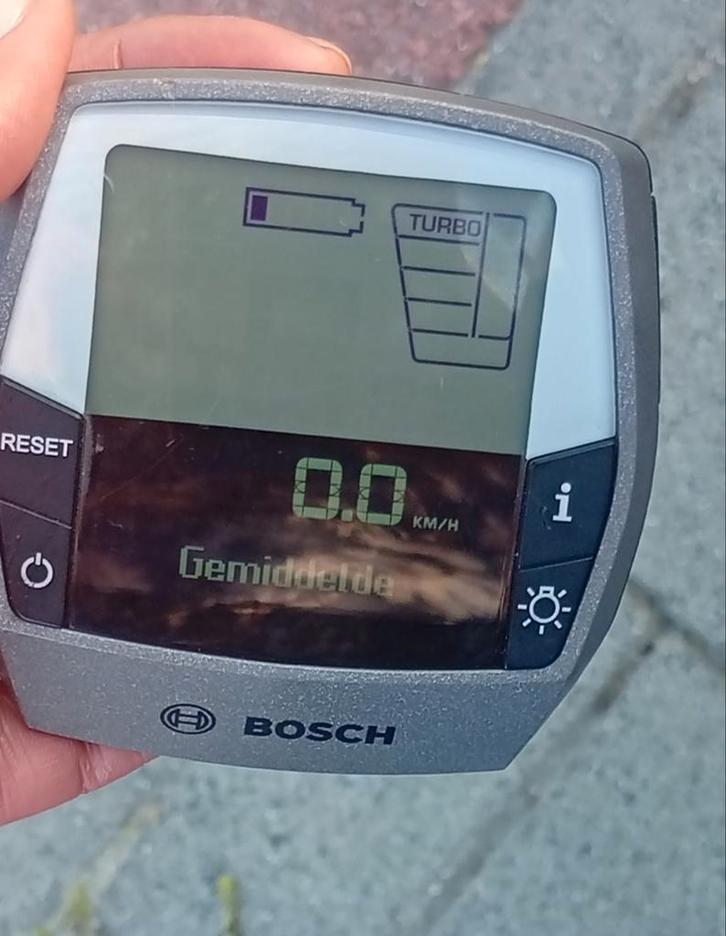 TURBO
RESET
i
0.0 KM/H
Gemiddelde
BOSCH